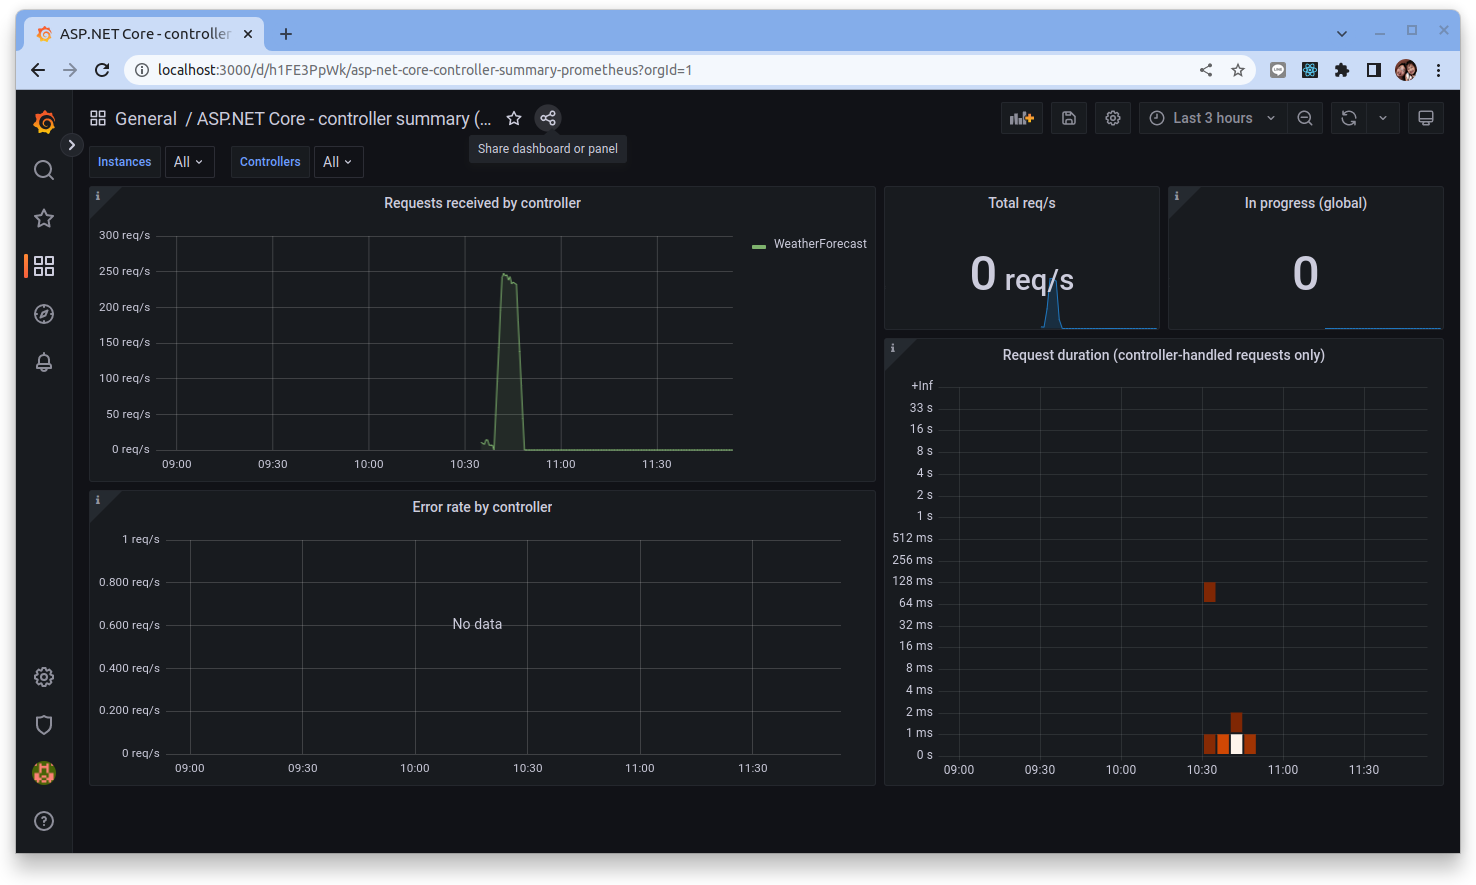 ASP.NET Core - controller
localhost:3000/d/h1FE3PpWk/asp-net-core-controller-summary-prometheus?orgId=1
General / ASP.NET Core - controller summary (...
Last 3 hours
Share dashboard or panel
Instances All Controllers All
Requests received by controller
300 req/s
250 req/s
200 req/s
150 req/s
100 req/s
50 req/s
0 req/s
09:00 09:30 10:00 10:30 11:00 11:30
WeatherForecast
Total req/s
0 req/s
In progress (global)
0
Error rate by controller
1 req/s
0.800 req/s
0.600 req/s
0.400 req/s
0.200 req/s
0 req/s
No data
09:00 09:30 10:00 10:30 11:00 11:30
Request duration (controller-handled requests only)
+Inf
33 s
16 s
8 s
4 s
2 s
1 s
512 ms
256 ms
128 ms
64 ms
32 ms
16 ms
8 ms
4 ms
2 ms
1 ms
0 s
09:00 09:30 10:00 10:30 11:00 11:30